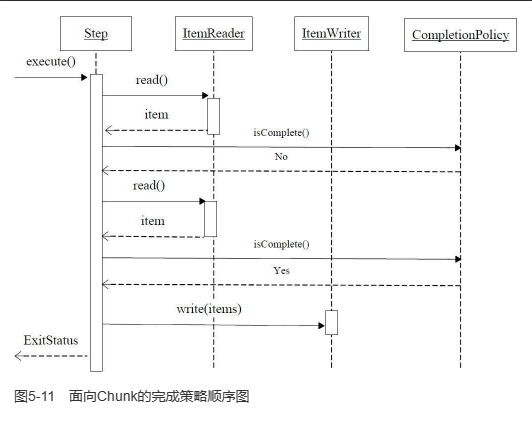 Step
ItemReader
ItemWriter
CompletionPolicy
execute()
read()
item
isComplete()
No
read()
item
isComplete()
Yes
write(items)
ExitStatus
图5-11 面向Chunk的完成策略顺序图